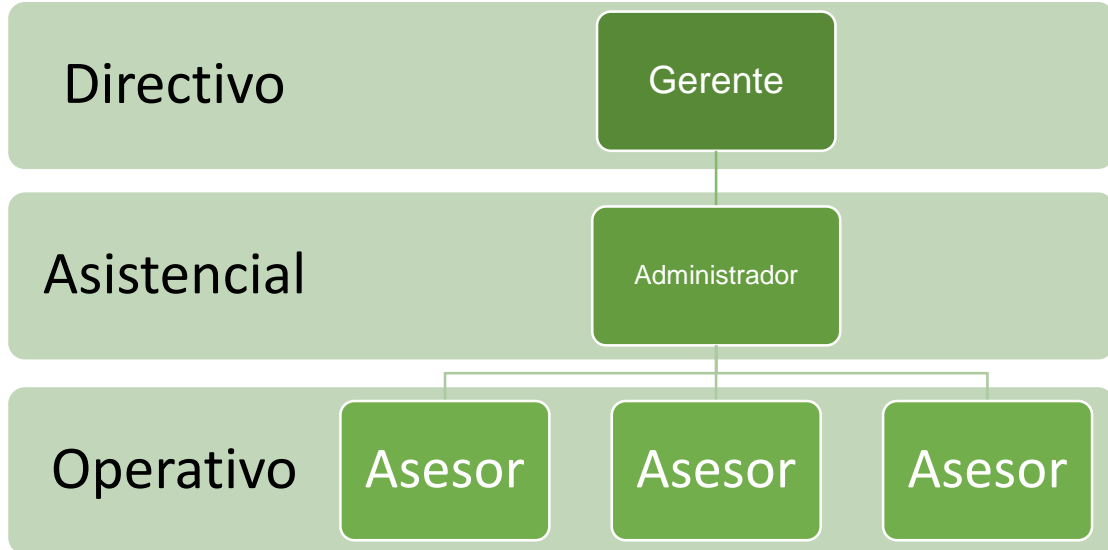 Directivo
Gerente
Asistencial
Administrador
Operativo
Asesor
Asesor
Asesor